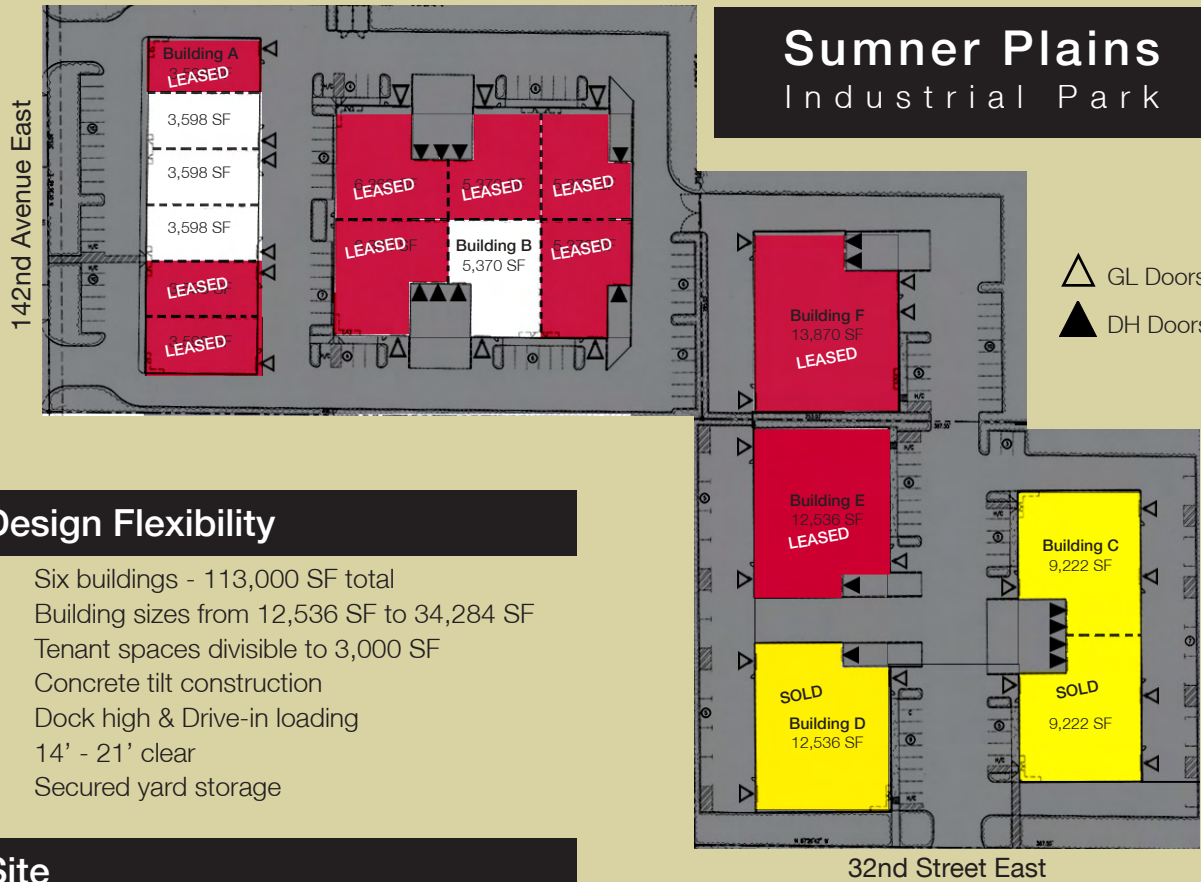 Sumner Plains
Industrial Park
142nd Avenue East
Building A
LEASED
3,598 SF
3,598 SF
3,598 SF
LEASED
LEASED
LEASED
LEASED
LEASED
LEASED
Building B
5,370 SF
LEASED
Building F
13,870 SF
LEASED
GL Doors
DH Doors
Building E
12,536 SF
LEASED
Building C
9,222 SF
SOLD
9,222 SF
SOLD
Building D
12,536 SF
32nd Street East
Design Flexibility
Six buildings - 113,000 SF total
Building sizes from 12,536 SF to 34,284 SF
Tenant spaces divisible to 3,000 SF
Concrete tilt construction
Dock high & Drive-in loading
14’ - 21’ clear
Secured yard storage
Site